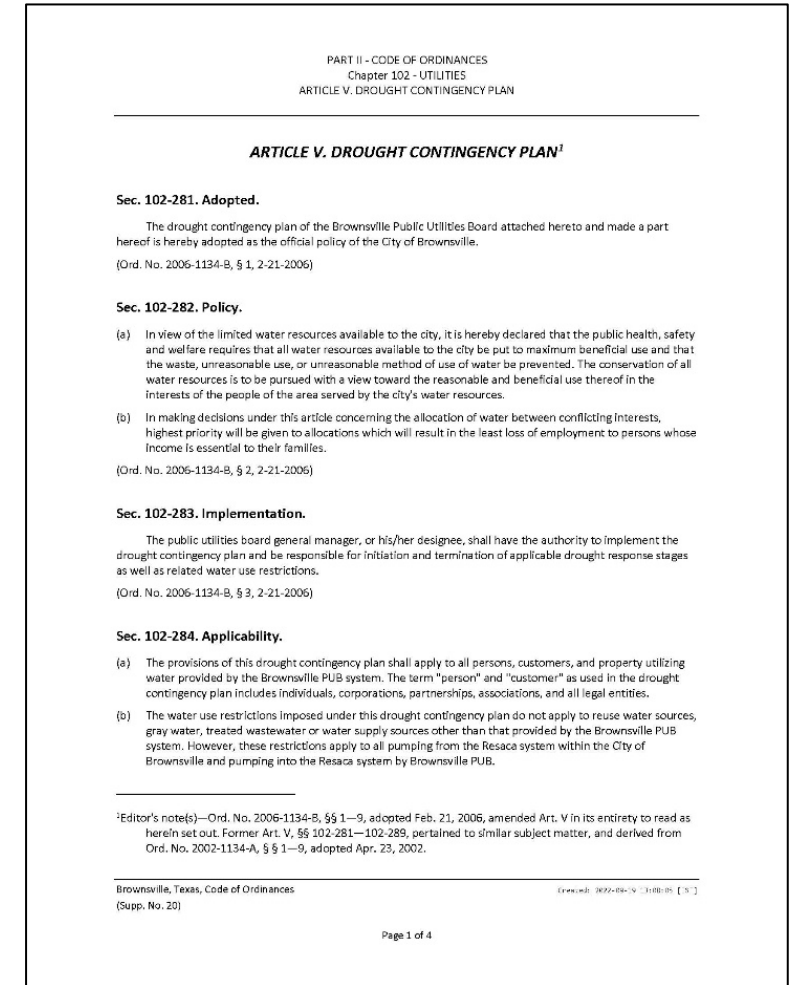 PART II - CODE OF ORDINANCES
Chapter 102 - UTILITIES
ARTICLE V. DROUGHT CONTINGENCY PLAN
ARTICLE V. DROUGHT CONTINGENCY PLAN¹
Sec. 102-281. Adopted.
The drought contingency plan of the Brownsville Public Utilities Board attached hereto and made a part
hereof is hereby adopted as the official policy of the City of Brownsville.
(Ord. No. 2006-1134-B, § 1, 2-21-2006)
Sec. 102-282. Policy.
(a) In view of the limited water resources available to the city, it is hereby declared that the public health, safety
and welfare requires that all water resources available to the city be put to maximum beneficial use and that
the waste, unreasonable use, or unreasonable method of use of water be prevented. The conservation of all
water resources is to be pursued with a view toward the reasonable and beneficial use thereof in the
interests of the people of the area served by the city's water resources.
(b) In making decisions under this article concerning the allocation of water between conflicting interests,
highest priority will be given to allocations which will result in the least loss of employment to persons whose
income is essential to their families.
(Ord. No. 2006-1134-B, § 2, 2-21-2006)
Sec. 102-283. Implementation.
The public utilities board general manager, or his/her designee, shall have the authority to implement the
drought contingency plan and be responsible for initiation and termination of applicable drought response stages
as well as related water use restrictions.
(Ord. No. 2006-1134-B, § 3, 2-21-2006)
Sec. 102-284. Applicability.
(a) The provisions of this drought contingency plan shall apply to all persons, customers, and property utilizing
water provided by the Brownsville PUB system. The term "person" and "customer" as used in the drought
contingency plan includes individuals, corporations, partnerships, associations, and all legal entities.
(b) The water use restrictions imposed under this drought contingency plan do not apply to reuse water sources,
gray water, treated wastewater or water supply sources other than that provided by the Brownsville PUB
system. However, these restrictions apply to all pumping from the Resaca system within the City of
Brownsville and pumping into the Resaca system by Brownsville PUB.
¹Editor's note(s)—Ord. No. 2006-1134-B, §§ 1—9, adopted Feb. 21, 2006, amended Art. V in its entirety to read as
herein set out. Former Art. V, §§ 102-281—102-289, pertained to similar subject matter, and derived from
Ord. No. 2002-1134-A, § § 1—9, adopted Apr. 23, 2002.
Brownsville, Texas, Code of Ordinances
Created:
(Supp. No. 20)
Page 1 of 4